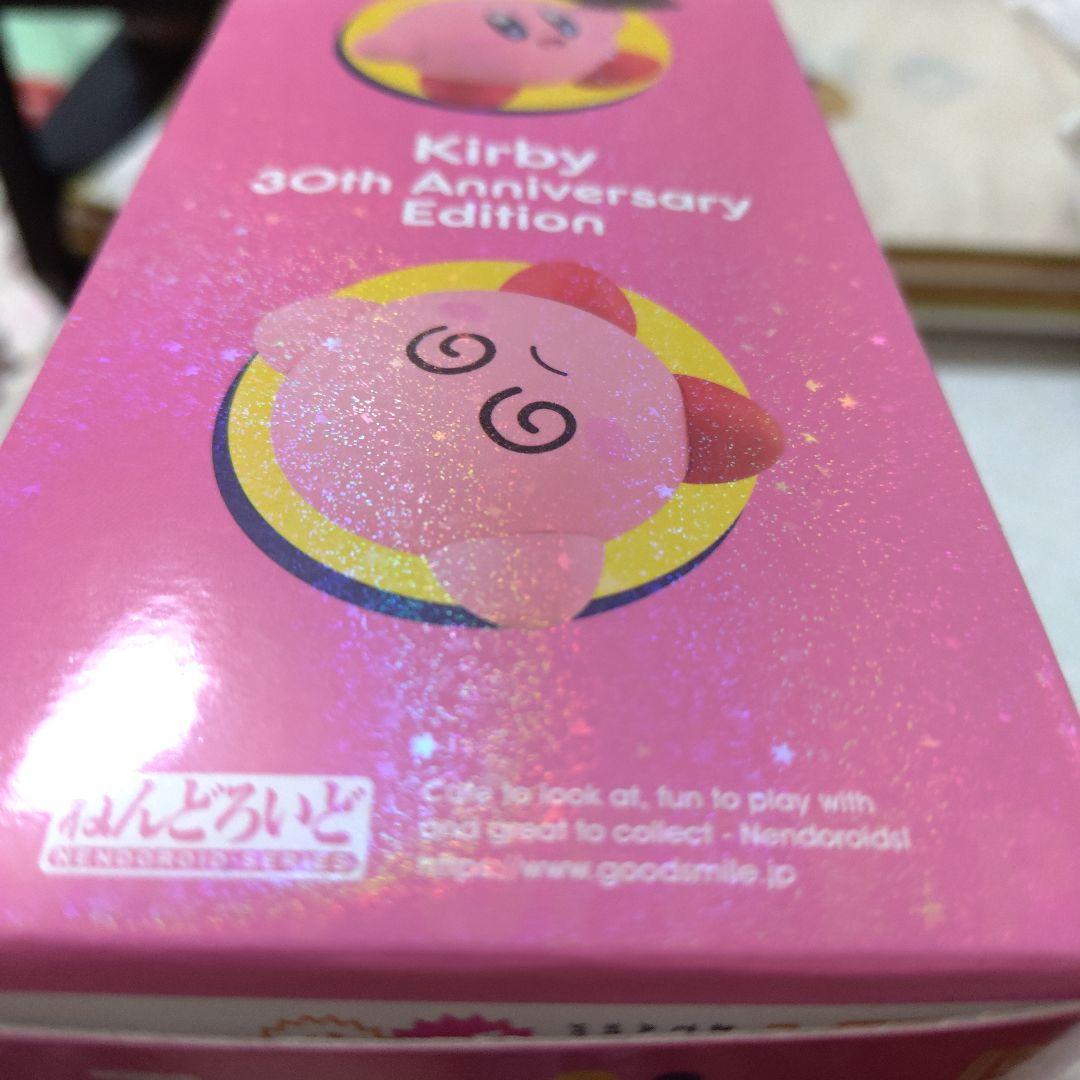 Kirby
30th Anniversary
Edition
ねんどろいど
NENDOROID SERIES
Cute to look at, fun to play with
and great to collect - Nendoroids!
https://www.goodsmile.jp